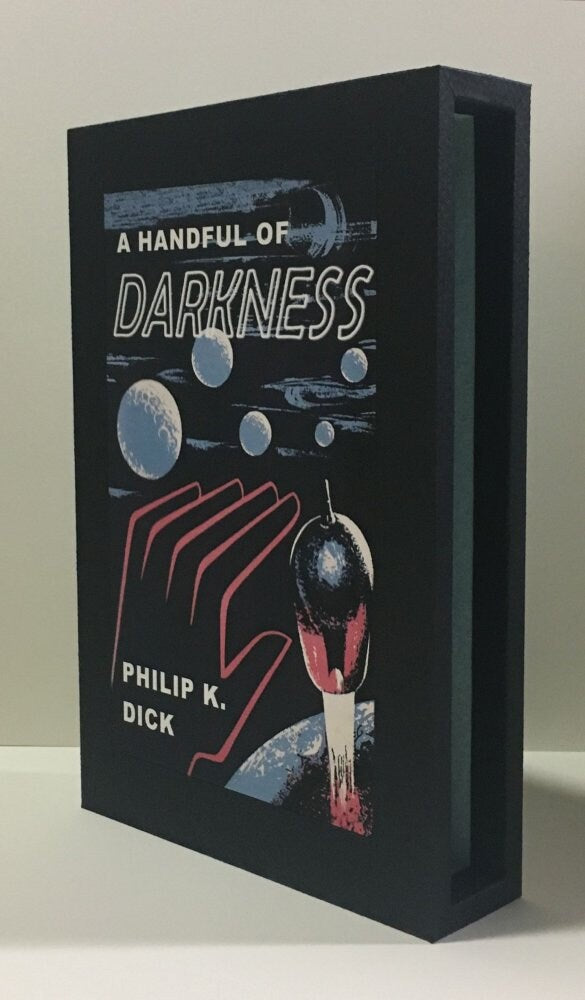 A HANDFUL OF
DARKNESS
PHILIP K.
DICK